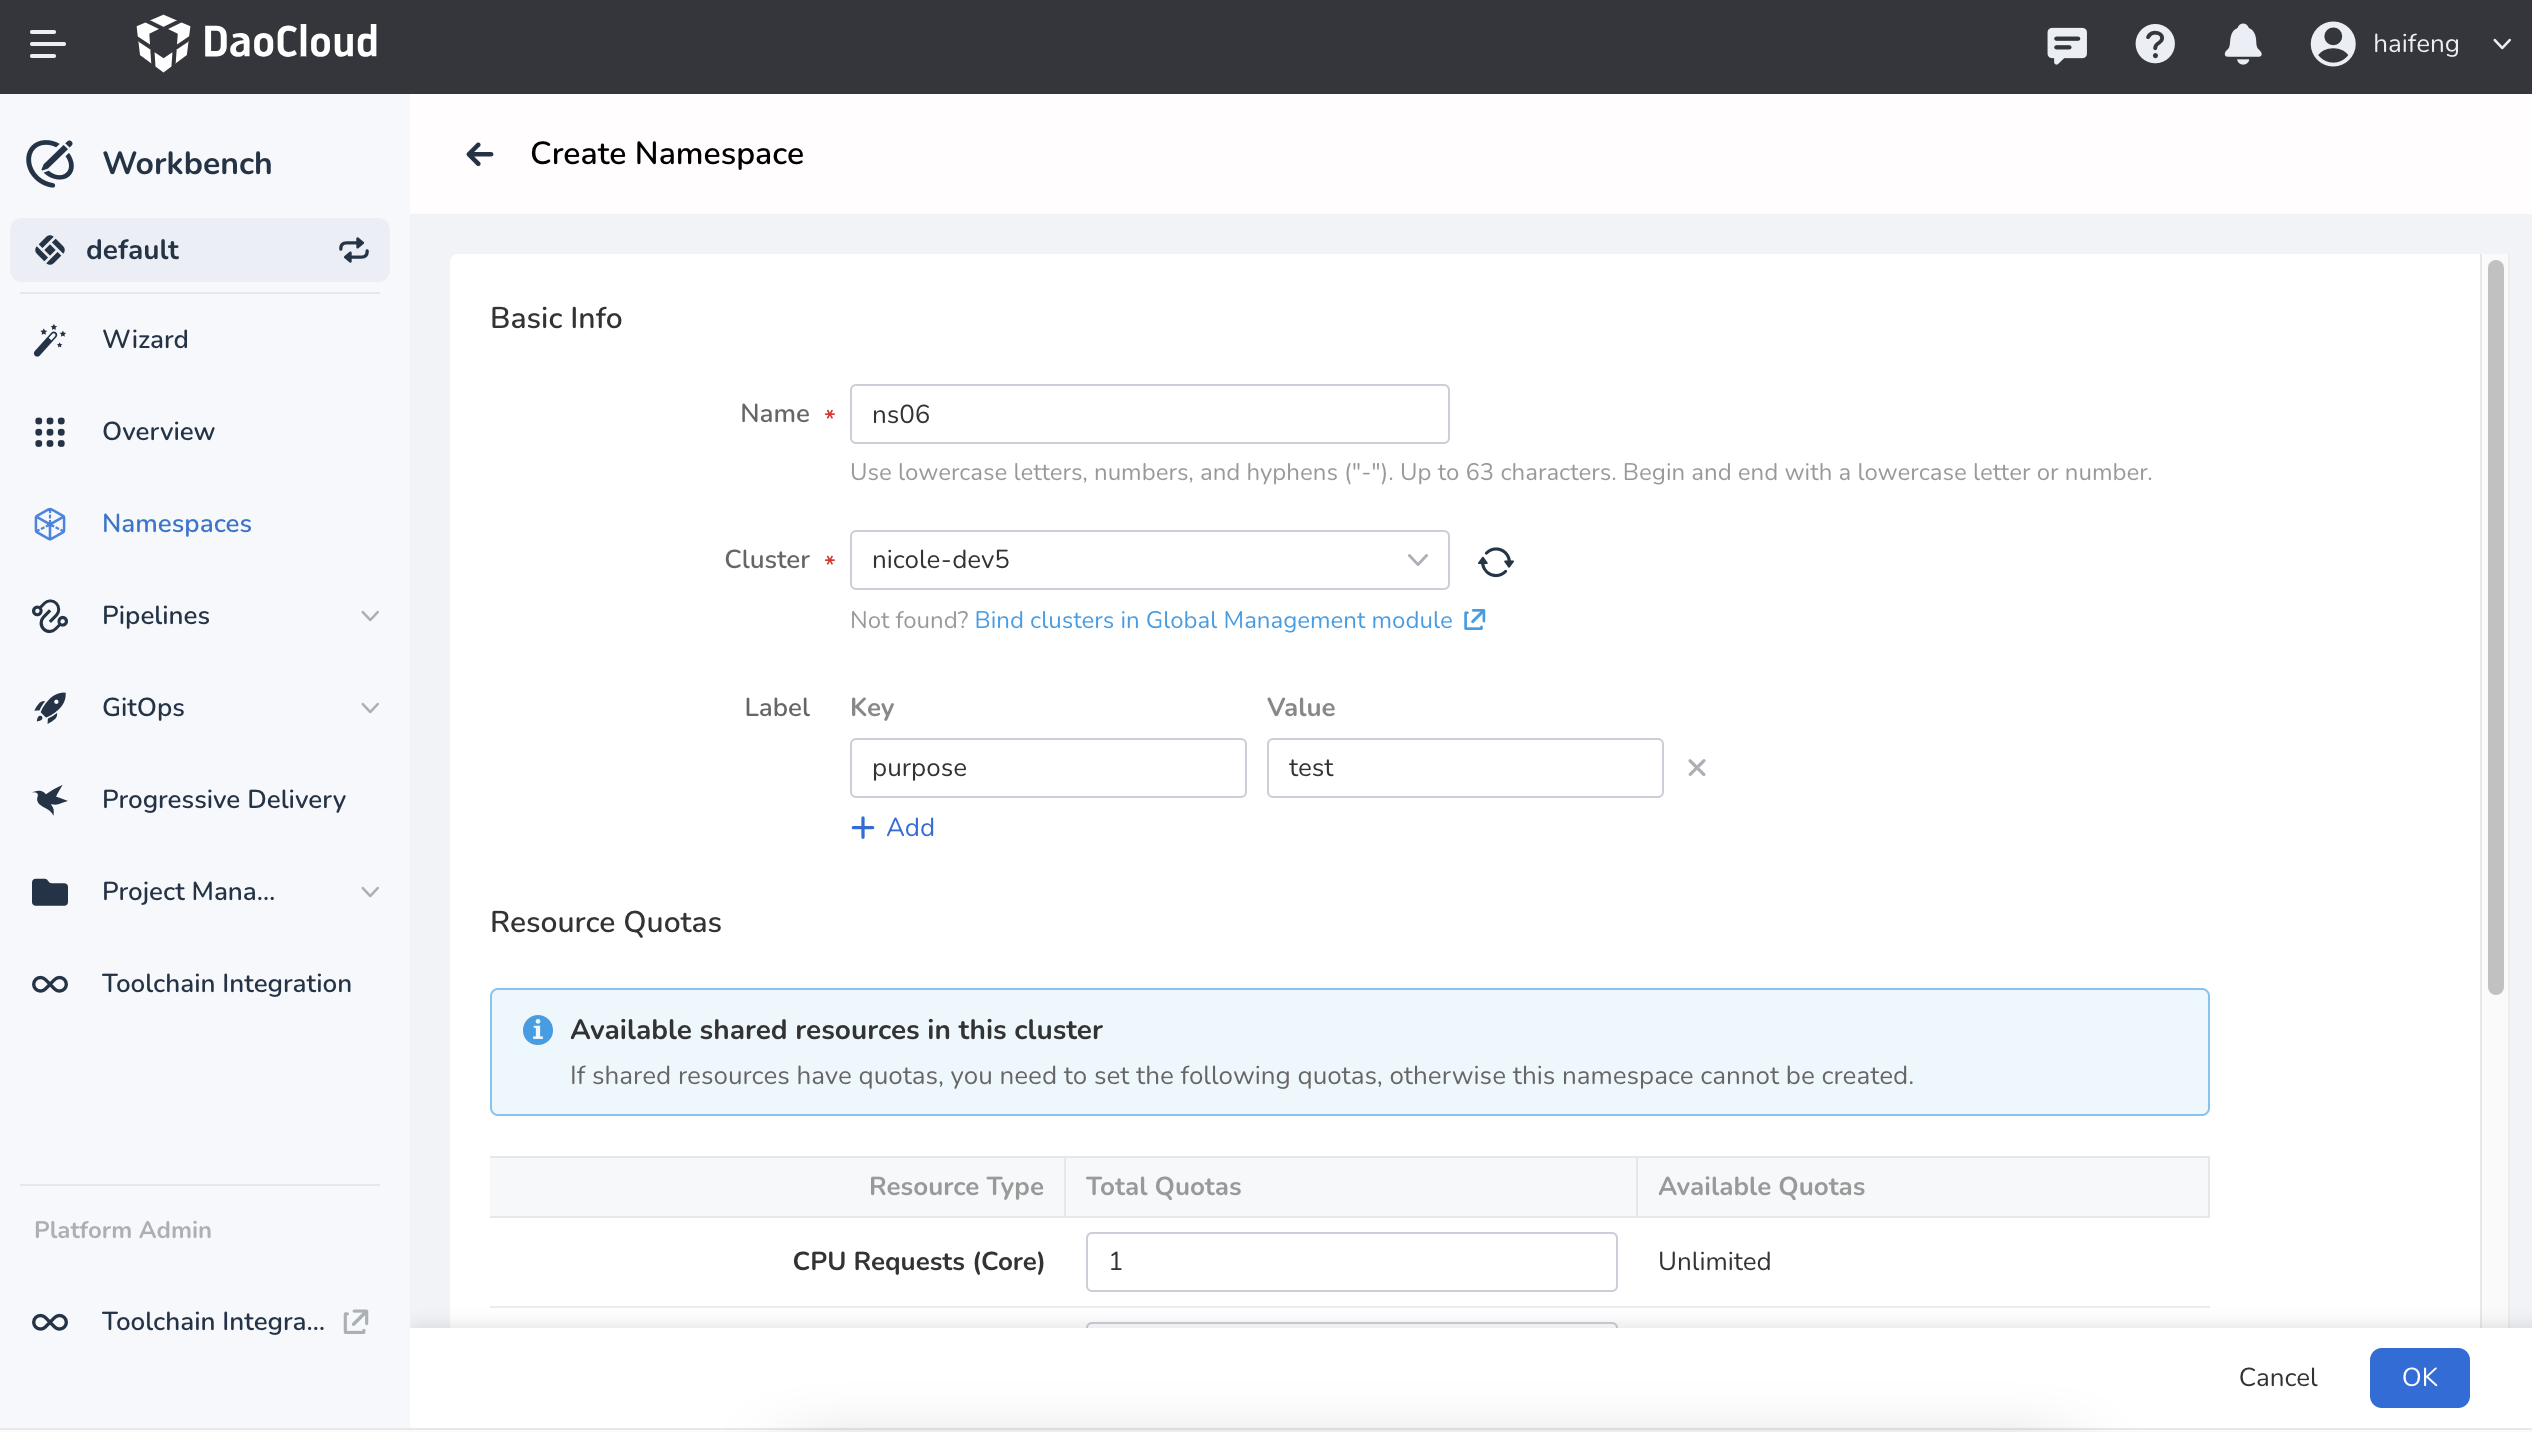 DaoCloud
haifeng
Workbench
default
Wizard
Overview
Namespaces
Pipelines
GitOps
Progressive Delivery
Project Mana...
Toolchain Integration
Platform Admin
Toolchain Integra...
Create Namespace
Basic Info
Name * ns06
Use lowercase letters, numbers, and hyphens ("-"). Up to 63 characters. Begin and end with a lowercase letter or number.
Cluster * nicole-dev5
Not found? Bind clusters in Global Management module
Label Key Value
purpose test
+ Add
Resource Quotas
Available shared resources in this cluster
If shared resources have quotas, you need to set the following quotas, otherwise this namespace cannot be created.
Resource Type Total Quotas Available Quotas
CPU Requests (Core) 1 Unlimited
Cancel OK